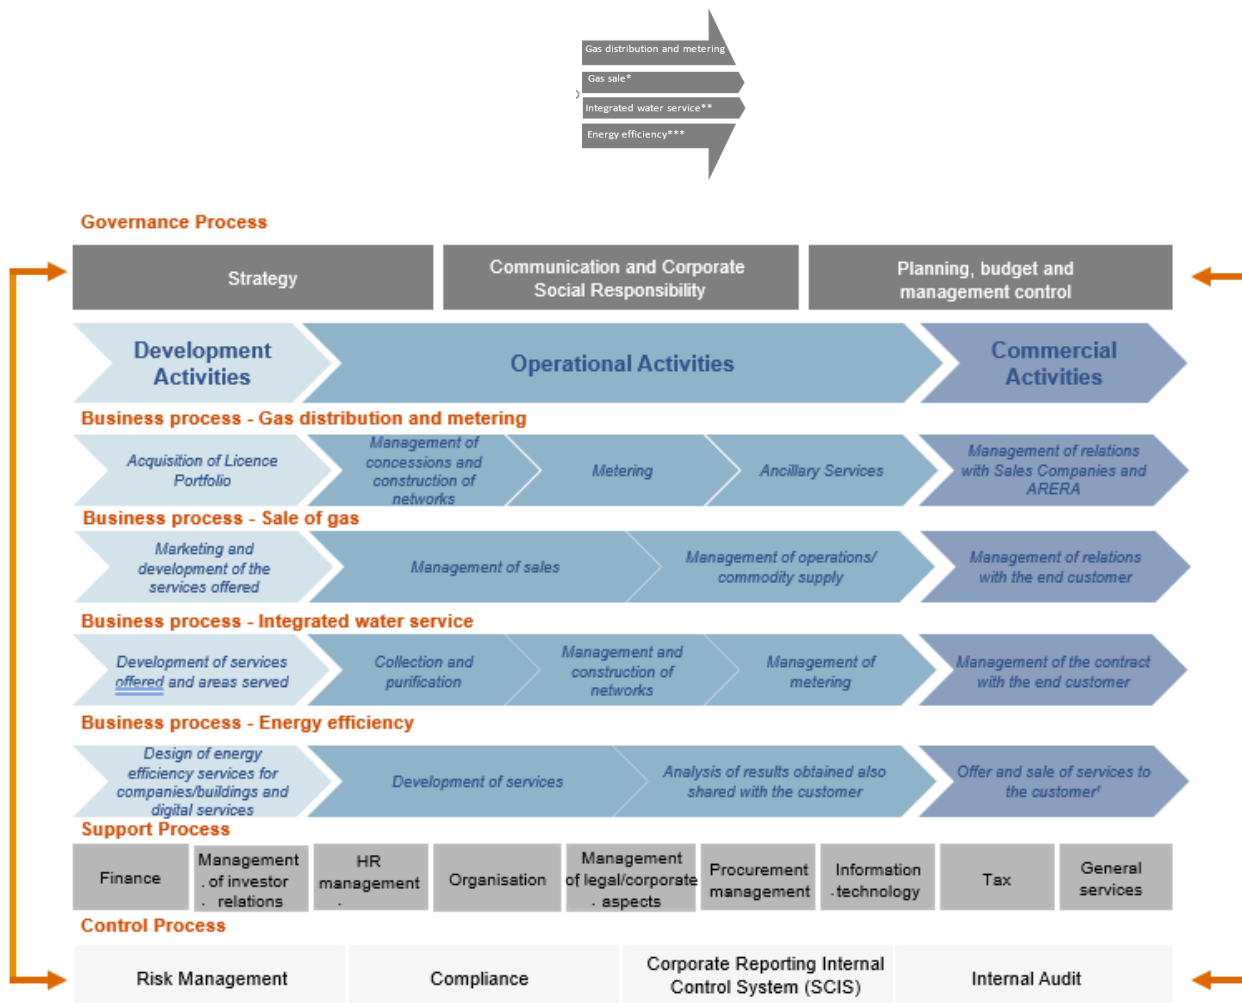 Gas distribution and metering
Gas sale*
Integrated water service**
Energy efficiency***
Governance Process
Strategy
Communication and Corporate
Social Responsibility
Planning, budget and
management control
Development
Activities
Operational Activities
Commercial
Activities
Business process - Gas distribution and metering
Acquisition of Licence
Portfolio
Management of
concessions and
construction of
networks
Metering
Ancillary Services
Management of relations
with Sales Companies and
ARERA
Business process - Sale of gas
Marketing and
development of the
services offered
Management of sales
Management of operations/
commodity supply
Management of relations
with the end customer
Business process - Integrated water service
Development of services
offered and areas served
Collection and
purification
Management and
construction of
networks
Management of
metering
Management of the contract
with the end customer
Business process - Energy efficiency
Design of energy
efficiency services for
companies/buildings and
digital services
Development of services
Analysis of results obtained also
shared with the customer
Offer and sale of services to
the customer
Support Process
Finance
Management
of investor
relations
HR
management
Organisation
Management
of legal/corporate
aspects
Procurement
management
Information
technology
Tax
General
services
Control Process
Risk Management
Compliance
Corporate Reporting Internal
Control System (SCIS)
Internal Audit